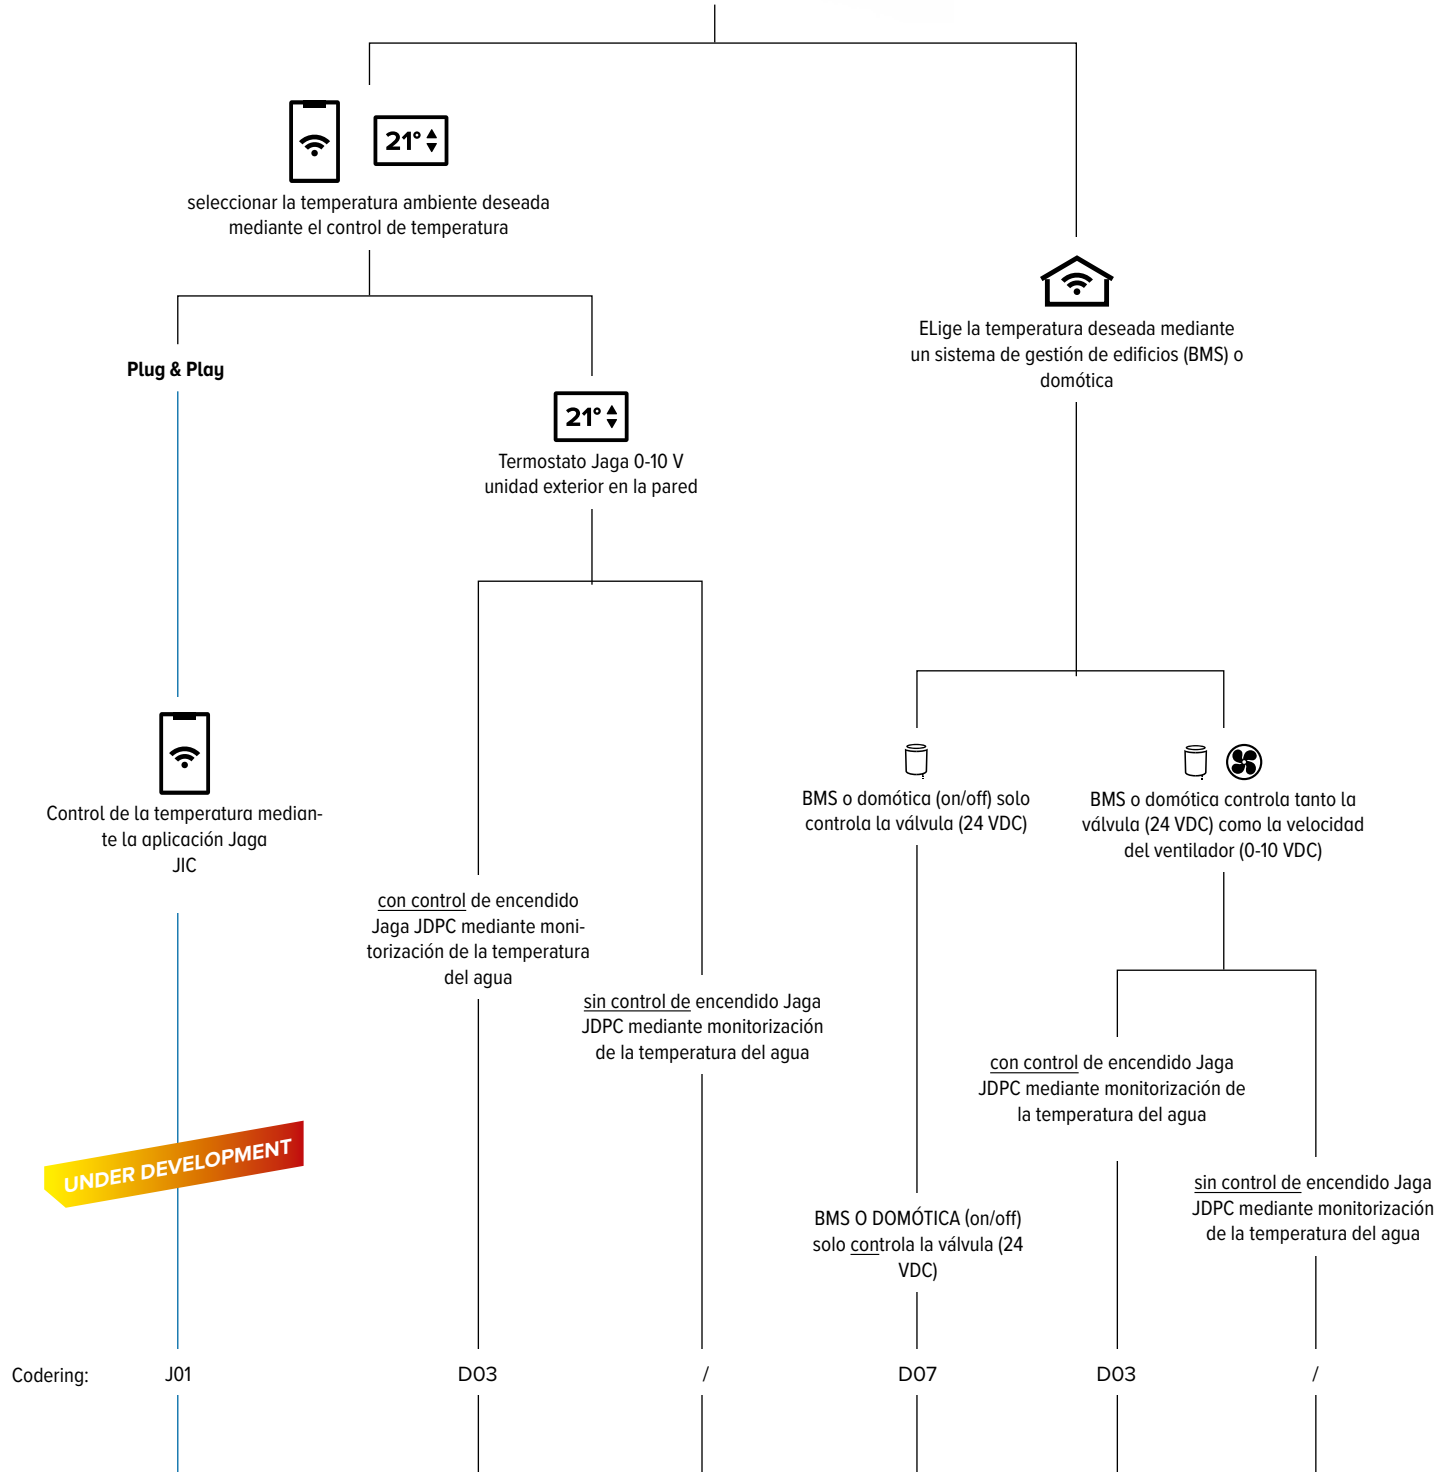 21°
seleccionar la temperatura ambiente deseada
mediante el control de temperatura
Plug & Play
21°
Termostato Jaga 0-10 V
unidad exterior en la pared
ELige la temperatura deseada mediante
un sistema de gestión de edificios (BMS) o
domótica
Control de la temperatura median-
te la aplicación Jaga
JIC
BMS o domótica (on/off) solo
controla la válvula (24 VDC)
BMS o domótica controla tanto la
válvula (24 VDC) como la velocidad
del ventilador (0-10 VDC)
con control de encendido
Jaga JDPC mediante moni-
torización de la temperatura
del agua
sin control de encendido Jaga
JDPC mediante monitorización
de la temperatura del agua
con control de encendido Jaga
JDPC mediante monitorización de
la temperatura del agua
UNDER DEVELOPMENT
BMS O DOMÓTICA (on/off)
solo controla la válvula (24
VDC)
sin control de encendido Jaga
JDPC mediante monitorización
de la temperatura del agua
Codering: J01 D03 / D07 D03 /